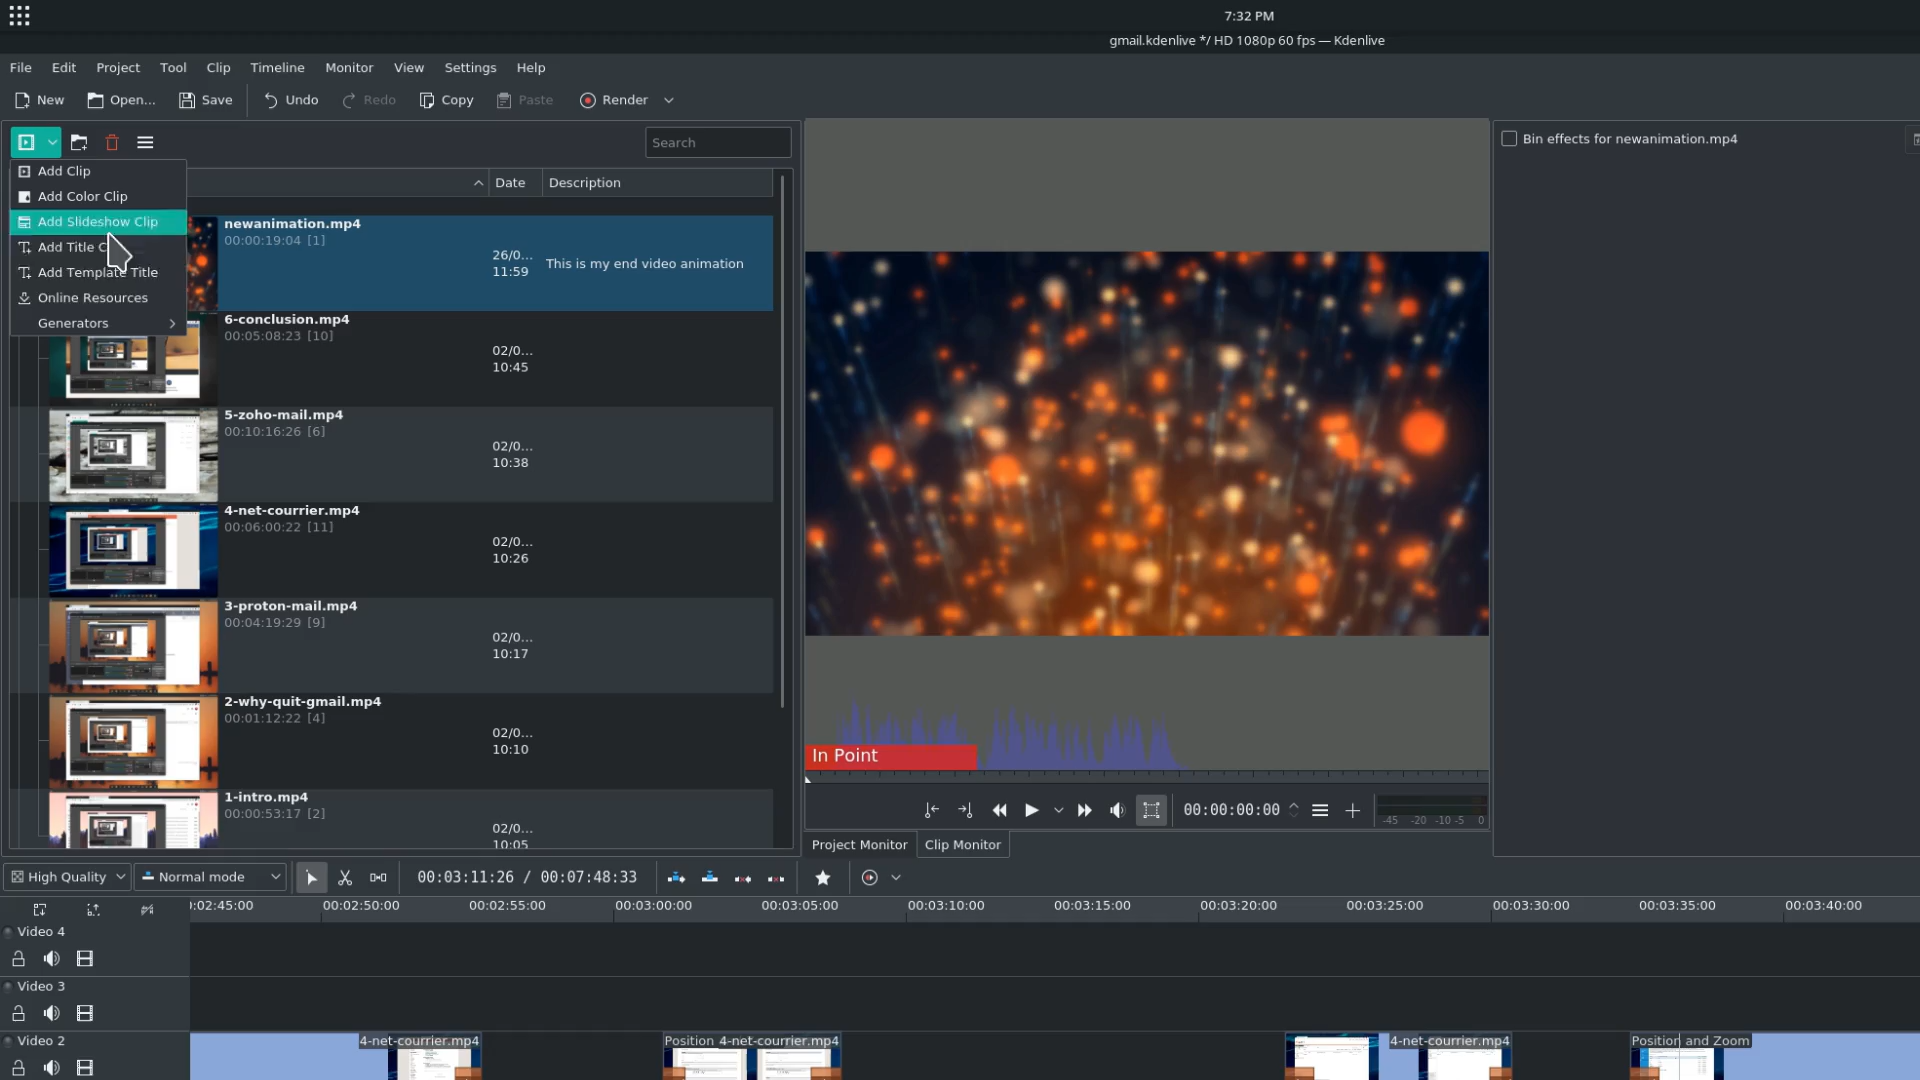 7:32 PM
gmail.kdenlive */ HD 1080p 60 fps — Kdenlive
File Edit Project Tool Clip Timeline Monitor View Settings Help
New Open... Save Undo Redo Copy Paste Render
Search
Bin effects for newanimation.mp4
Add Clip
Add Color Clip
Add Slideshow Clip
Add Title C
Add Template Title
Online Resources
Generators
Date Description
newanimation.mp4
00:00:19:04 [1]
26/0...
11:59
This is my end video animation
6-conclusion.mp4
00:05:08:23 [10]
02/0...
10:45
5-zoho-mail.mp4
00:10:16:26 [6]
02/0...
10:38
4-net-courrier.mp4
00:06:00:22 [11]
02/0...
10:26
3-proton-mail.mp4
00:04:19:29 [9]
02/0...
10:17
2-why-quit-gmail.mp4
00:01:12:22 [4]
02/0...
10:10
1-intro.mp4
00:00:53:17 [2]
02/0...
10:05
In Point
00:00:00:00
-45 -20 -10 -5 0
Project Monitor Clip Monitor
High Quality Normal mode 00:03:11:26 / 00:07:48:33
:02:45:00 00:02:50:00 00:02:55:00 00:03:00:00 00:03:05:00 00:03:10:00 00:03:15:00 00:03:20:00 00:03:25:00 00:03:30:00 00:03:35:00 00:03:40:00
Video 4
Video 3
Video 2
4-net-courrier.mp4 Position 4-net-courrier.mp4 4-net-courrier.mp4 Position and Zoom